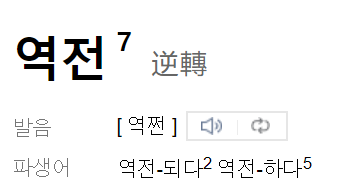 역전 7 逆轉
발음 [ 역쩐 ]
파생어 역전-되다2 역전-하다5